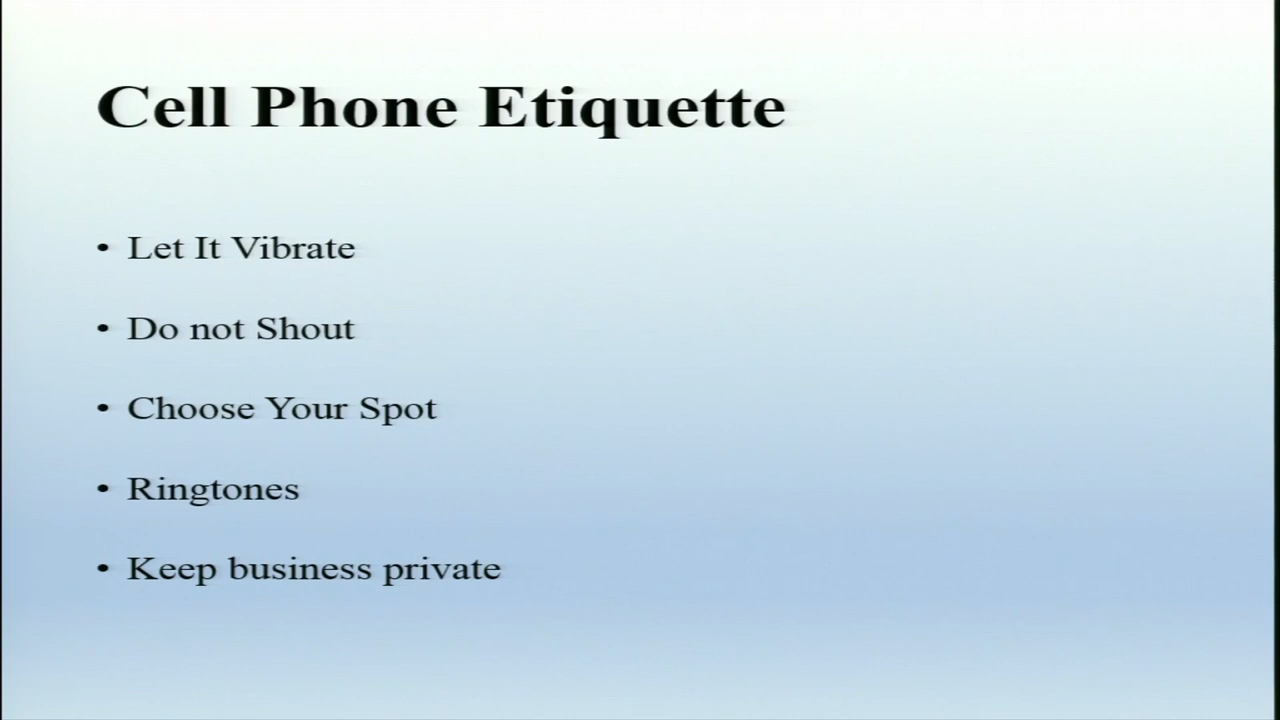 Cell Phone Etiquette
• Let It Vibrate
• Do not Shout
• Choose Your Spot
• Ringtones
• Keep business private